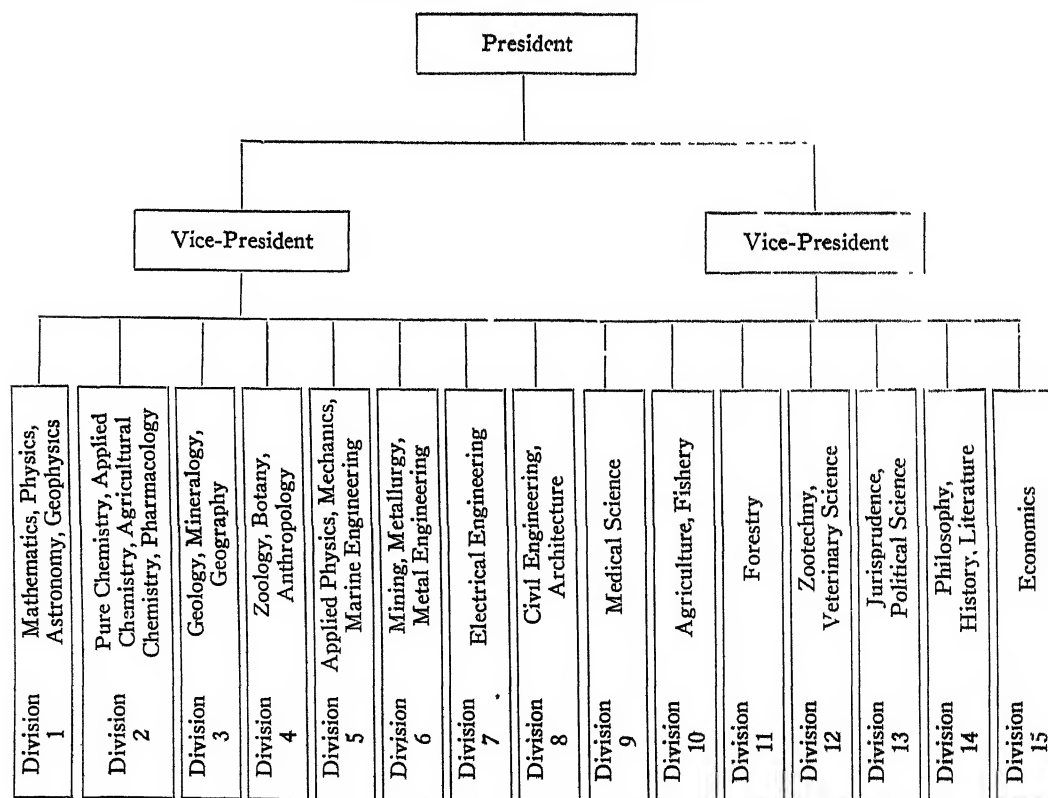 President
Vice-President
Vice-President
Division
1
Mathematics, Physics,
Astronomy, Geophysics
Division
2
Pure Chemistry, Applied
Chemistry, Agricultural
Chemistry, Pharmacology
Division
3
Geology, Mineralogy,
Geography
Division
4
Zoology, Botany,
Anthropology
Division
5
Applied Physics, Mechanics,
Marine Engineering
Division
6
Mining, Metallurgy,
Metal Engineering
Division
7
Electrical Engineering
Division
8
Civil Engineering,
Architecture
Division
9
Medical Science
Division
10
Agriculture, Fishery
Division
11
Forestry
Division
12
Zootechny,
Veterinary Science
Division
13
Jurisprudence,
Political Science
Division
14
Philosophy,
History, Literature
Division
15
Economics